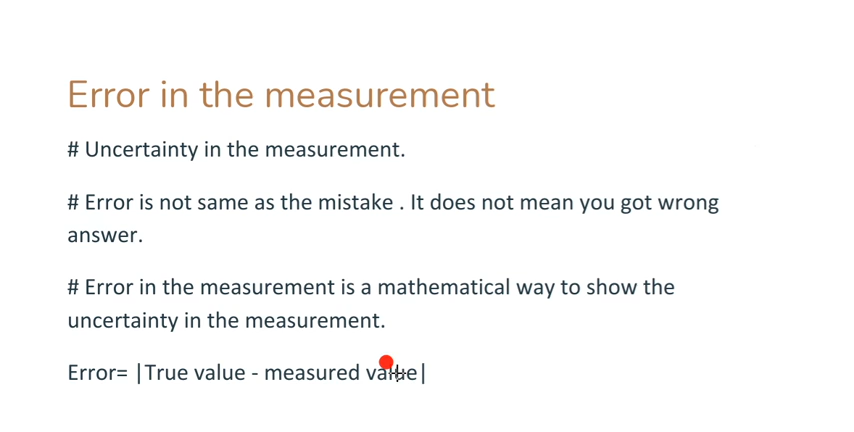 Error in the measurement
# Uncertainty in the measurement.
# Error is not same as the mistake . It does not mean you got wrong
answer.
# Error in the measurement is a mathematical way to show the
uncertainty in the measurement.
Error= |True value - measured value|